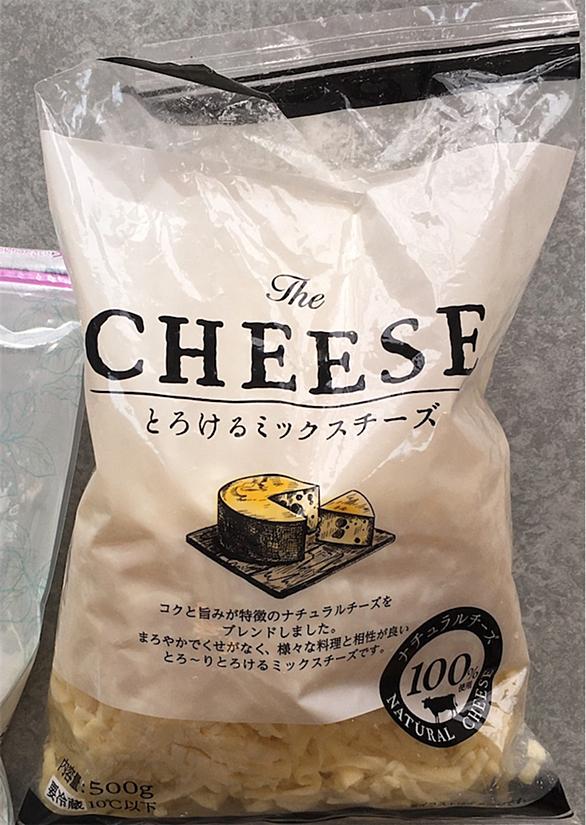 The
CHEESE
とろけるミックスチーズ
コクと旨みが特徴のナチュラルチーズを
ブレンドしました。
まろやかでくせがなく、様々な料理と相性が良い
とろ〜りとろけるミックスチーズです。
ナチュラルチーズ
100%
使用
NATURAL CHEESE
内容量:500g
要冷蔵10℃以下